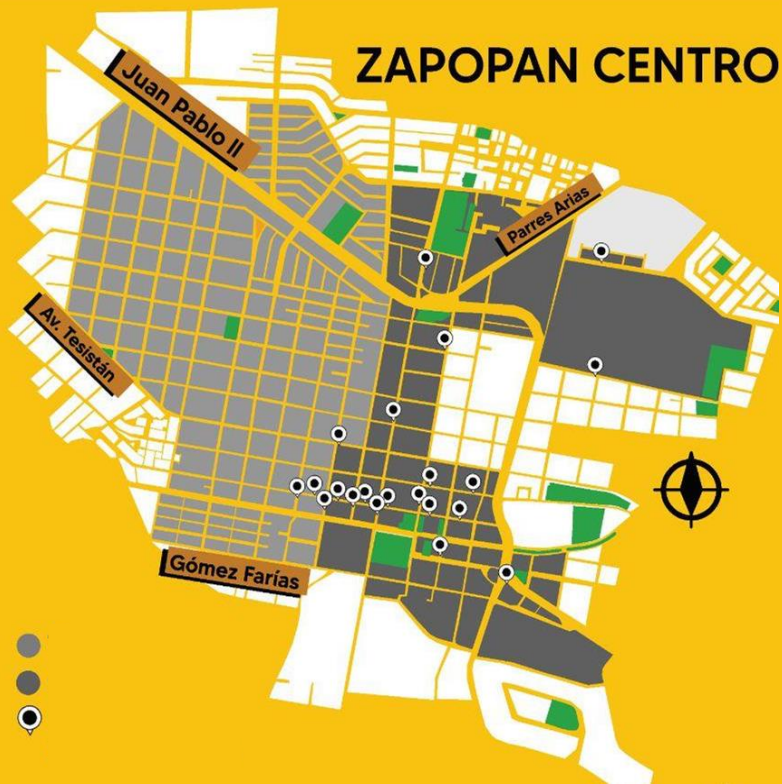 ZAPOPAN CENTRO
Juan Pablo II
Parres Arias
Av. Tesistán
Gómez Farías